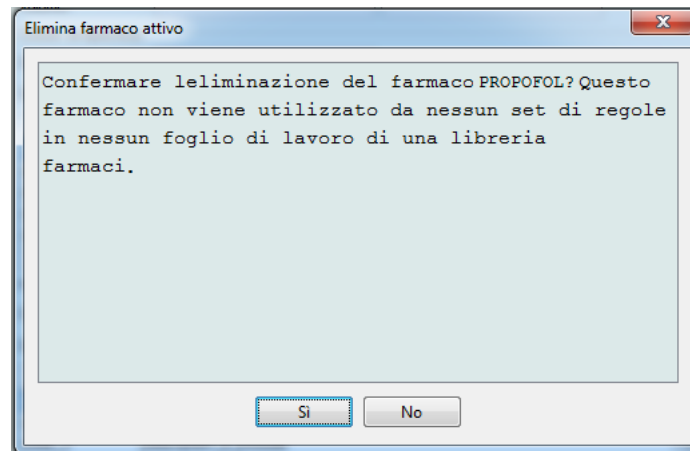 Elimina farmaco attivo
Confermare leliminazione del farmaco PROPOFOL? Questo
farmaco non viene utilizzato da nessun set di regole
in nessun foglio di lavoro di una libreria
farmaci.
Sì No